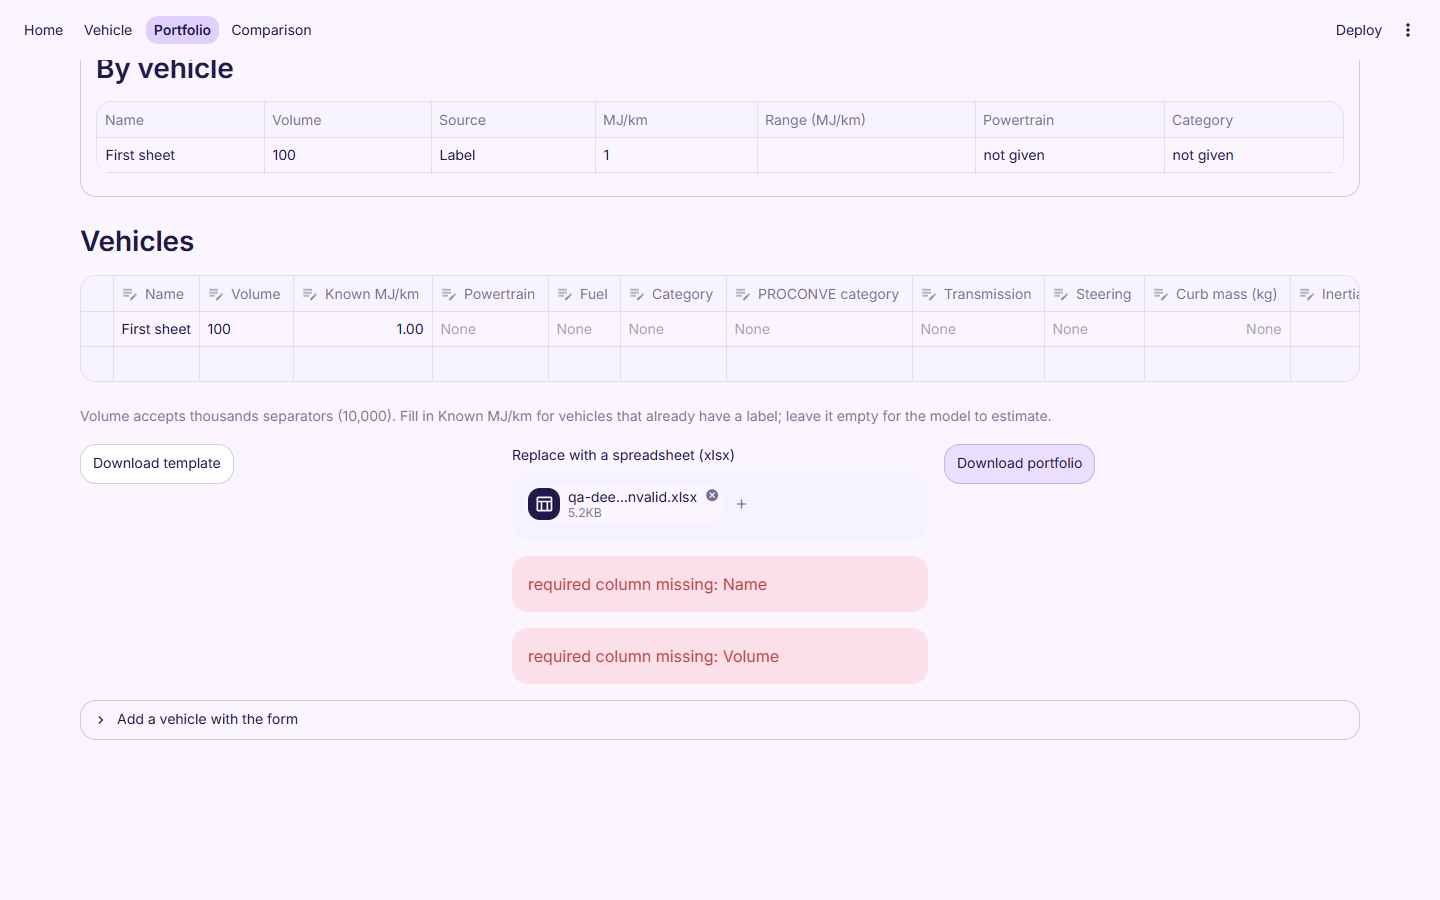 Home Vehicle Portfolio Comparison Deploy
By vehicle
Name Volume Source MJ/km Range (MJ/km) Powertrain Category
First sheet 100 Label 1 not given not given
Vehicles
Name Volume Known MJ/km Powertrain Fuel Category PROCONVE category Transmission Steering Curb mass (kg) Inertia
First sheet 100 1.00 None None None None None None None
Volume accepts thousands separators (10,000). Fill in Known MJ/km for vehicles that already have a label; leave it empty for the model to estimate.
Download template
Replace with a spreadsheet (xlsx)
Download portfolio
qa-dee...nvalid.xlsx
5.2KB
required column missing: Name
required column missing: Volume
Add a vehicle with the form